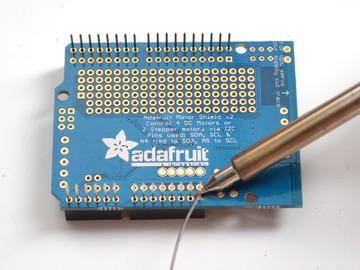 Adafruit Motor Shield v2
Control 4 DC Motors or
2 Stepper motors via I2C
Pins used: SDA, SCL &
A4 tied to SDA, A5 to SCL
adafruit